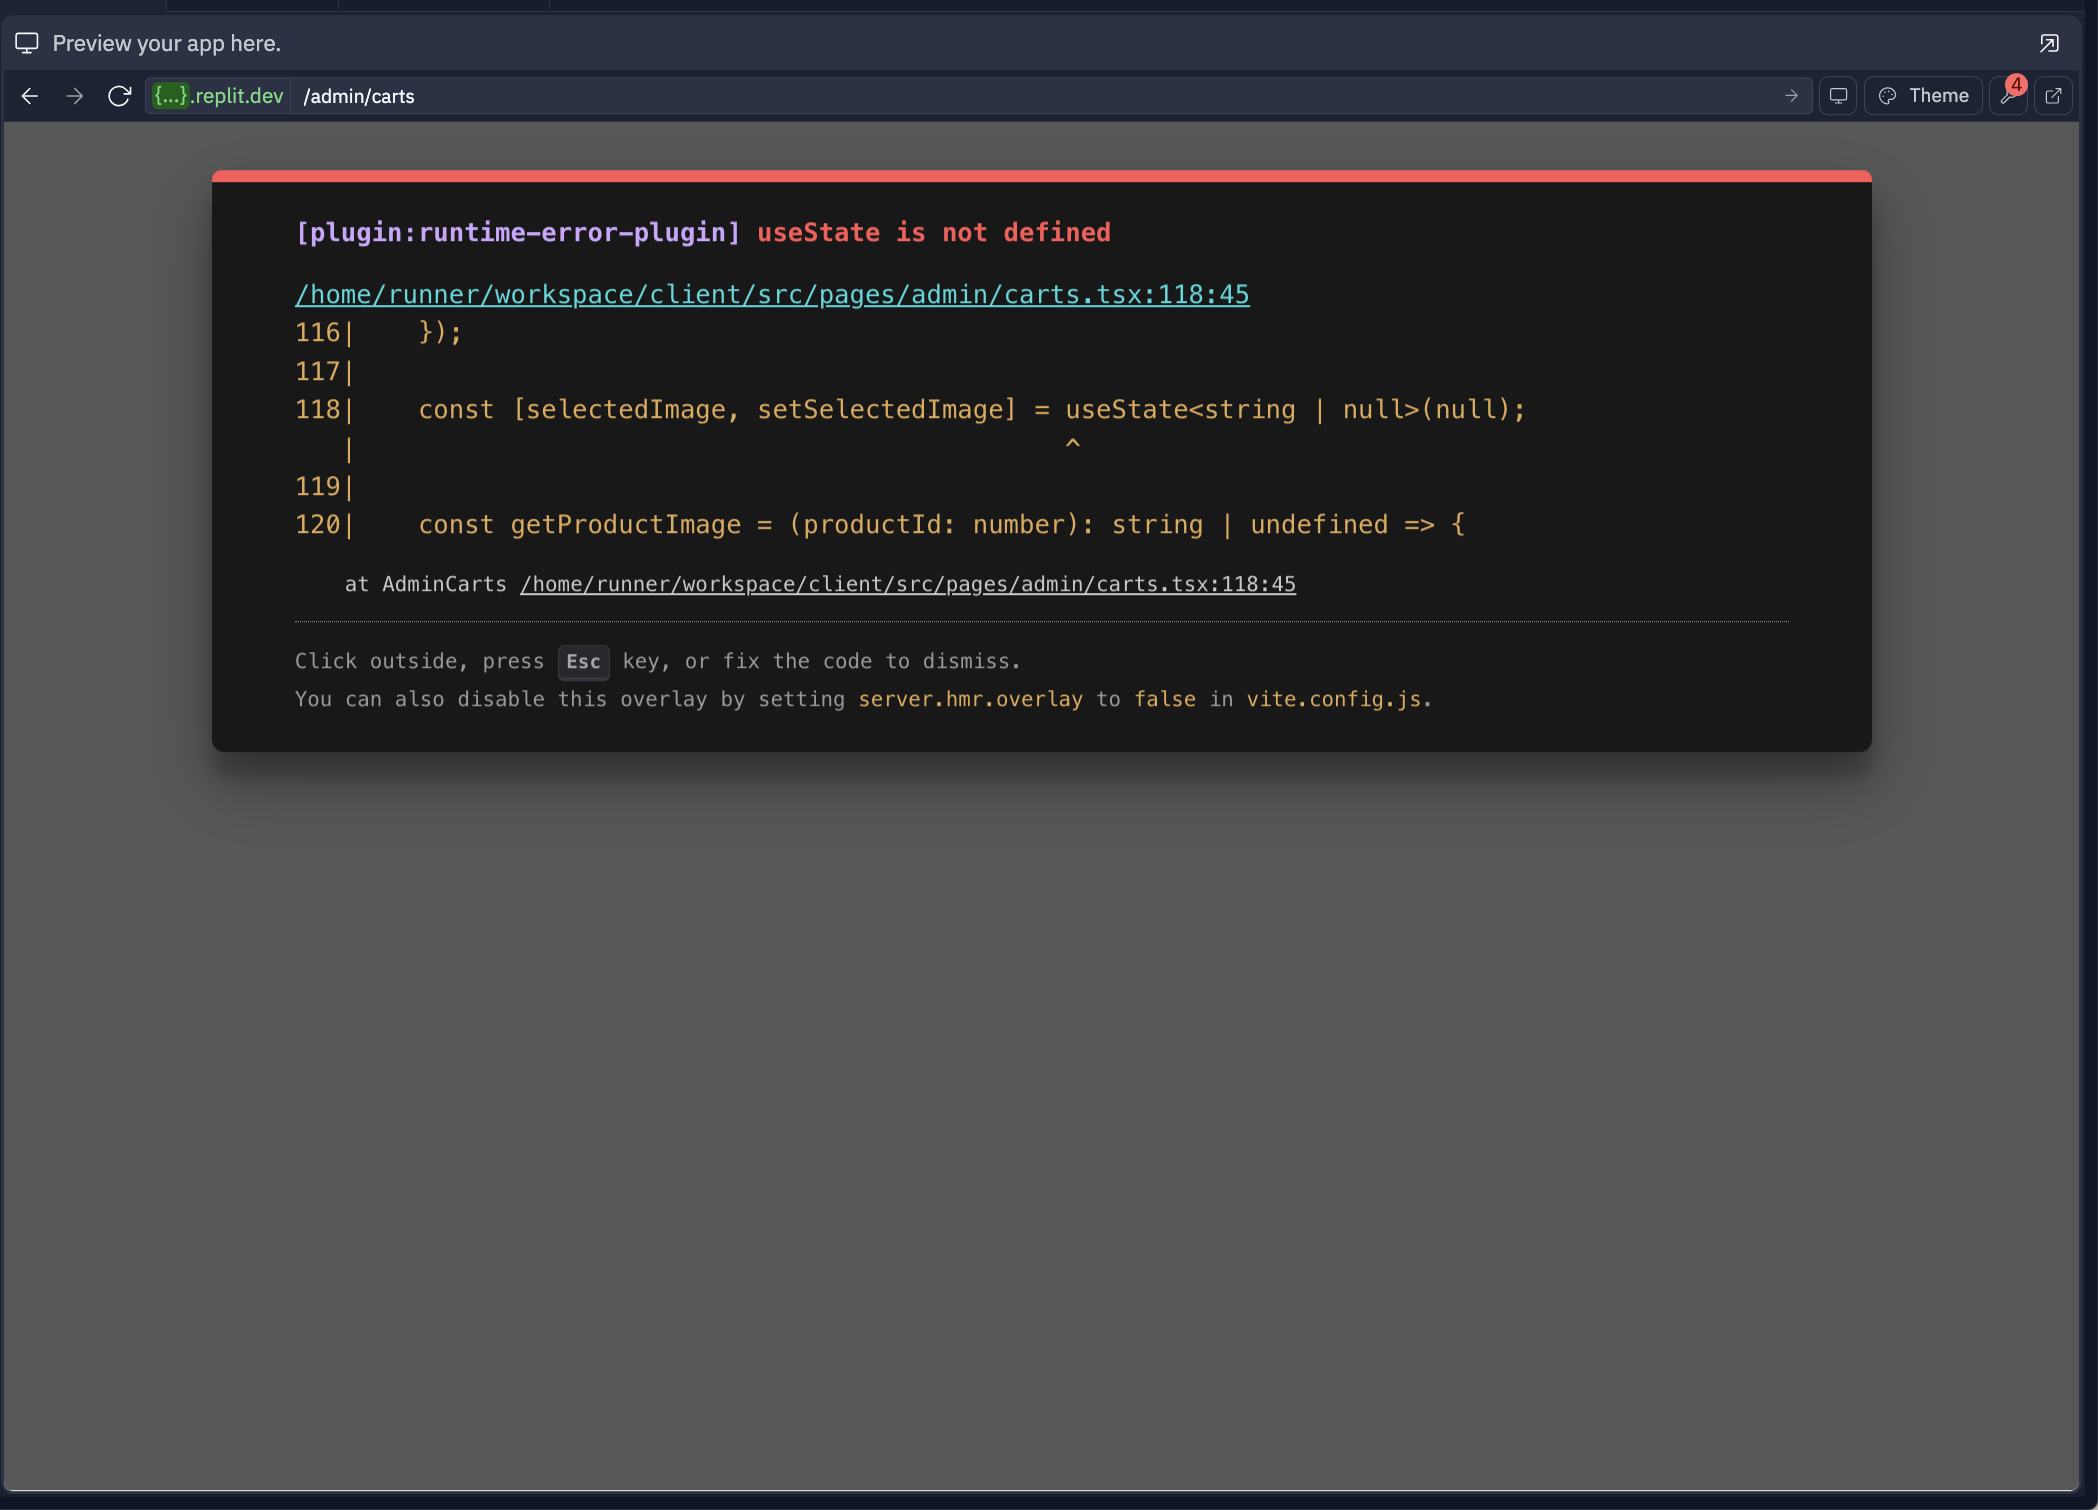 Preview your app here.
{...}.replit.dev /admin/carts Theme 4
[plugin:runtime-error-plugin] useState is not defined
/home/runner/workspace/client/src/pages/admin/carts.tsx:118:45
116|    });
117|
118|    const [selectedImage, setSelectedImage] = useState<string | null>(null);
   |                                              ^
119|
120|    const getProductImage = (productId: number): string | undefined => {
at AdminCarts /home/runner/workspace/client/src/pages/admin/carts.tsx:118:45
Click outside, press Esc key, or fix the code to dismiss.
You can also disable this overlay by setting server.hmr.overlay to false in vite.config.js.